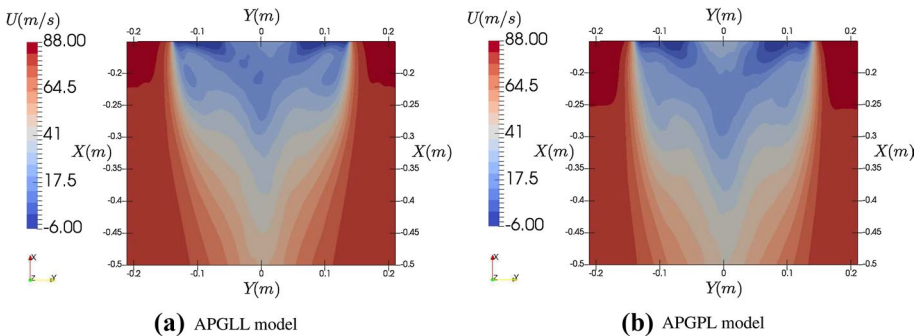 U(m/s)
88.00
64.5
41
17.5
-6.00
Y(m)
-0.2 -0.1 0 0.1 0.2
-0.2 -0.2
-0.25 -0.25
-0.3 -0.3
X(m) X(m)
-0.35 -0.35
-0.4 -0.4
-0.45 -0.45
-0.5 -0.5
-0.2 -0.1 0 0.1 0.2
Y(m)
X
Z Y
(a) APGLL model
U(m/s)
88.00
64.5
41
17.5
-6.00
Y(m)
-0.2 -0.1 0 0.1 0.2
-0.2 -0.2
-0.25 -0.25
-0.3 -0.3
X(m) X(m)
-0.35 -0.35
-0.4 -0.4
-0.45 -0.45
-0.5 -0.5
-0.2 -0.1 0 0.1 0.2
Y(m)
X
Z Y
(b) APGPL model